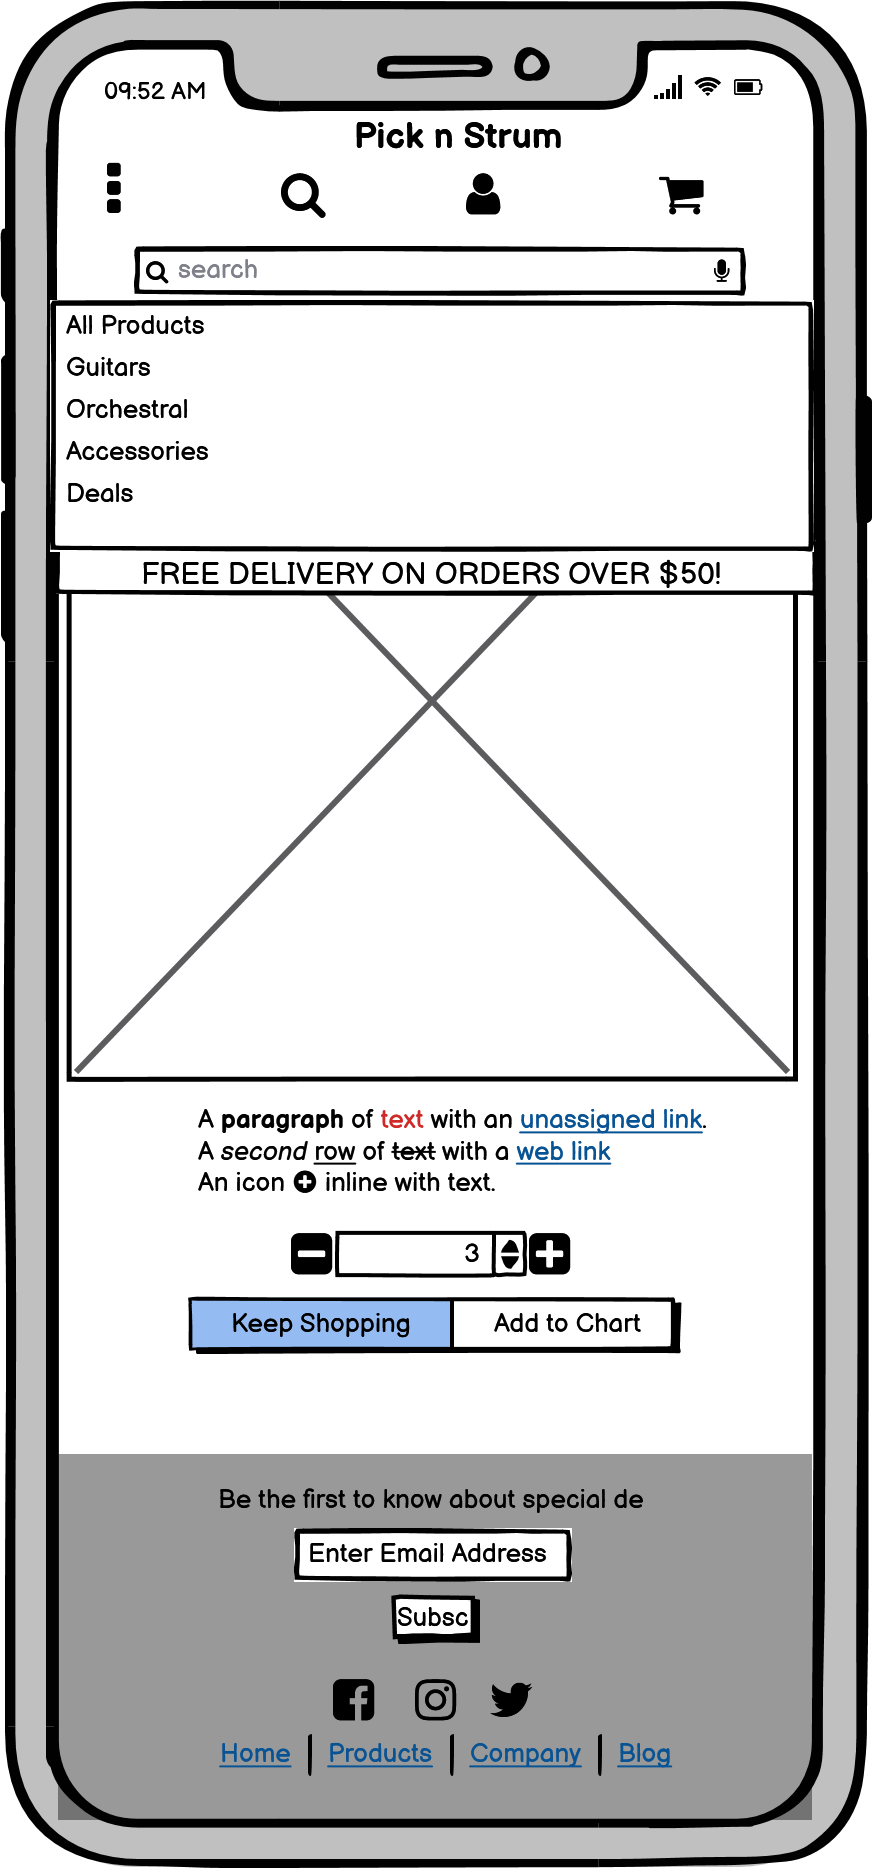 09:52 AM
Pick n Strum
search
All Products
Guitars
Orchestral
Accessories
Deals
FREE DELIVERY ON ORDERS OVER $50!
A paragraph of text with an unassigned link.
A second row of text with a web link
An icon inline with text.
3
Keep Shopping Add to Chart
Be the first to know about special de
Enter Email Address
Subsc
Home Products Company Blog